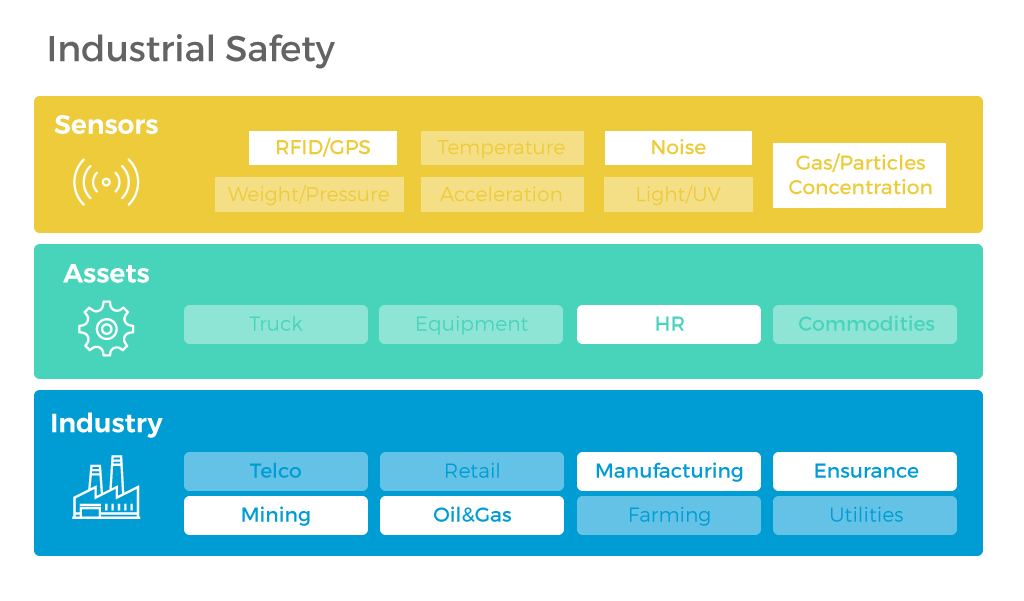 Industrial Safety
Sensors
RFID/GPS
Temperature
Noise
Gas/Particles
Concentration
Weight/Pressure
Acceleration
Light/UV
Assets
Truck
Equipment
HR
Commodities
Industry
Telco
Retail
Manufacturing
Ensurance
Mining
Oil&Gas
Farming
Utilities